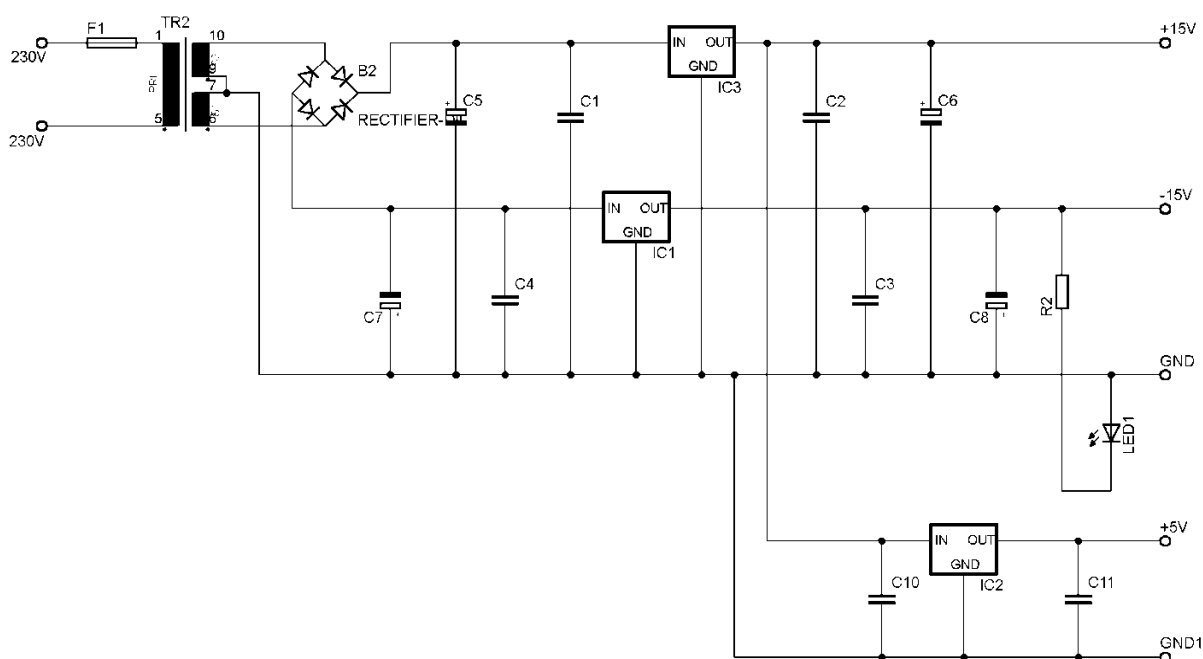 F1
TR2
230V
1
10
PRI
9
7
5
6
230V
B2
RECTIFIER-
C5
+
C1
IN OUT
GND
IC3
C2
C6
+
+15V
IN OUT
GND
IC1
-15V
C7
C4
C3
C8
R2
GND
LED1
+5V
IN OUT
GND
IC2
C10
C11
GND1